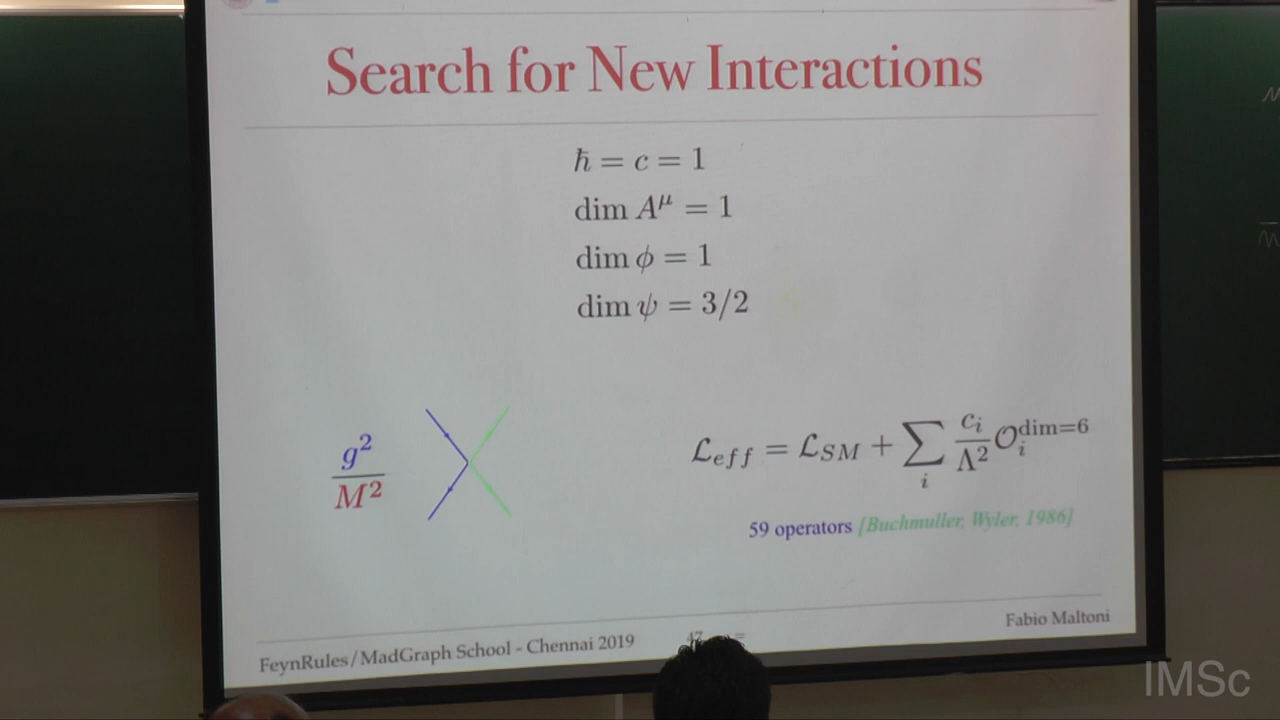 Search for New Interactions
ℏ = c = 1
dim A^μ = 1
dim ϕ = 1
dim ψ = 3/2
g²/M²
ℒ_eff = ℒ_SM + ∑_i c_i/Λ² 𝒪_i^{dim=6}
59 operators [Buchmuller, Wyler, 1986]
FeynRules/MadGraph School - Chennai 2019
47
Fabio Maltoni
IMSc